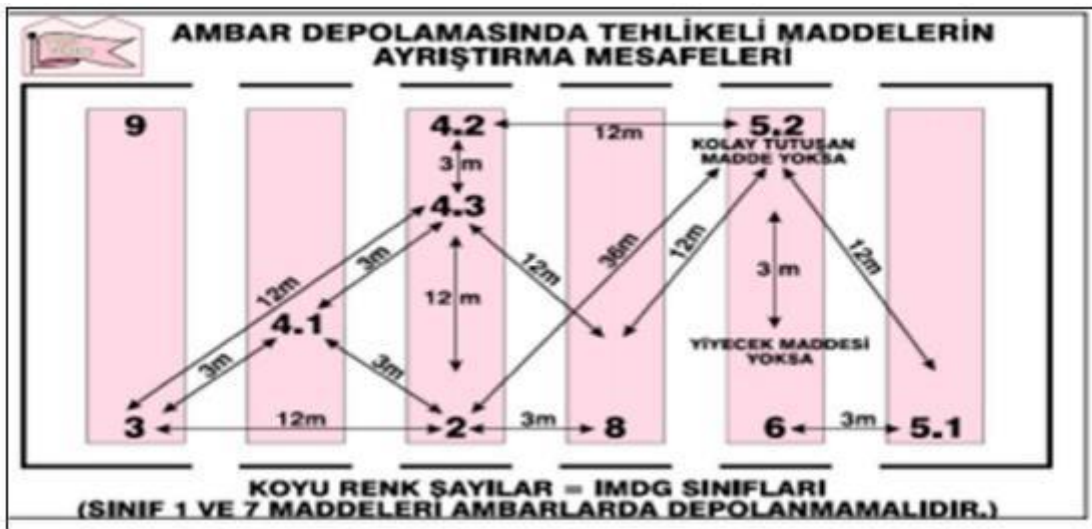 AMBAR DEPOLAMASINDA TEHLİKELİ MADDELERİN
AYRIŞTIRMA MESAFELERİ
9
4.2
12m
5.2
KOLAY TUTUŞAN
MADDE YOKSA
3 m
4.3
12m
3m
12m
36m
12m
12m
12 m
3 m
4.1
3m
3m
YİYECEK MADDESİ
YOKSA
3
12m
2
3m
8
6
3m
5.1
KOYU RENK ŞAYILAR = IMDG SINIFLARI
(SINIF 1 VE 7 MADDELERİ AMBARLARDA DEPOLANMAMALIDIR.)